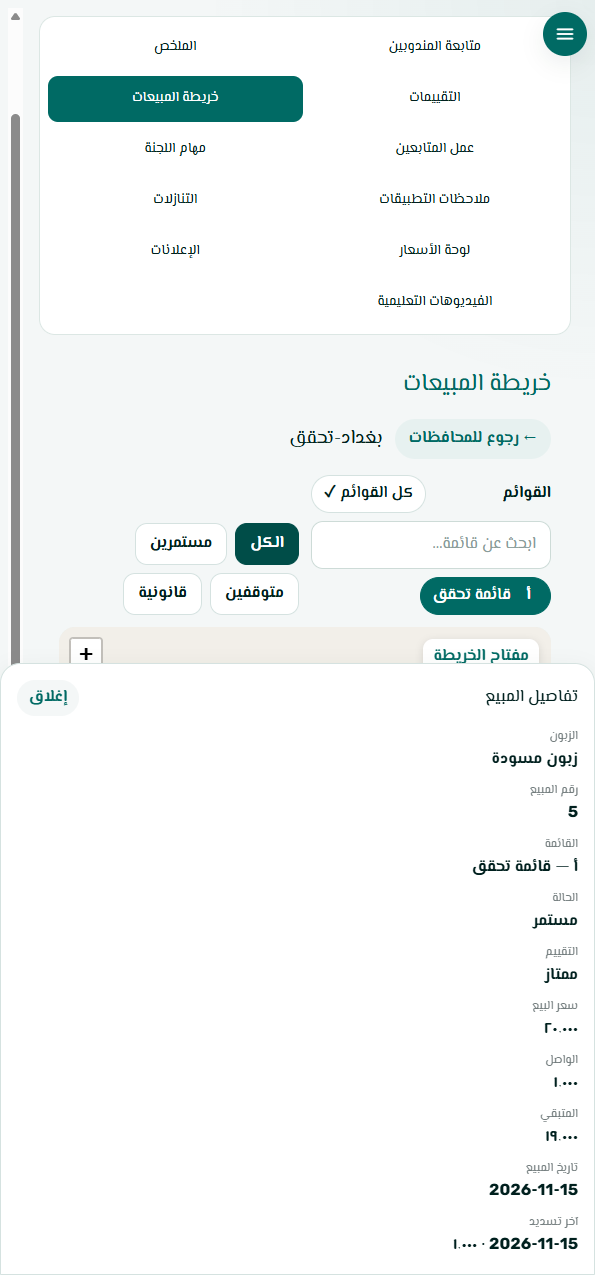 متابعة المندوبين
الملخص
التقييمات
خريطة المبيعات
عمل المتابعين
مهام اللجنة
ملاحظات التطبيقات
التنازلات
لوحة الأسعار
الإعلانات
الفيديوهات التعليمية
خريطة المبيعات
← رجوع للمحافظات
بغداد-تحقق
القوائم
كل القوائم ✓
ابحث عن قائمة...
الكل
مستمرين
أ قائمة تحقق
متوقفين
قانونية
مفتاح الخريطة
+
تفاصيل المبيع
إغلاق
الزبون
زبون مسودة
رقم المبيع
5
القائمة
أ — قائمة تحقق
الحالة
مستمر
التقييم
ممتاز
سعر البيع
٢٠.٠٠٠
الواصل
١.٠٠٠
المتبقي
١٩.٠٠٠
تاريخ المبيع
2026-11-15
آخر تسديد
2026-11-15 · ١.٠٠٠